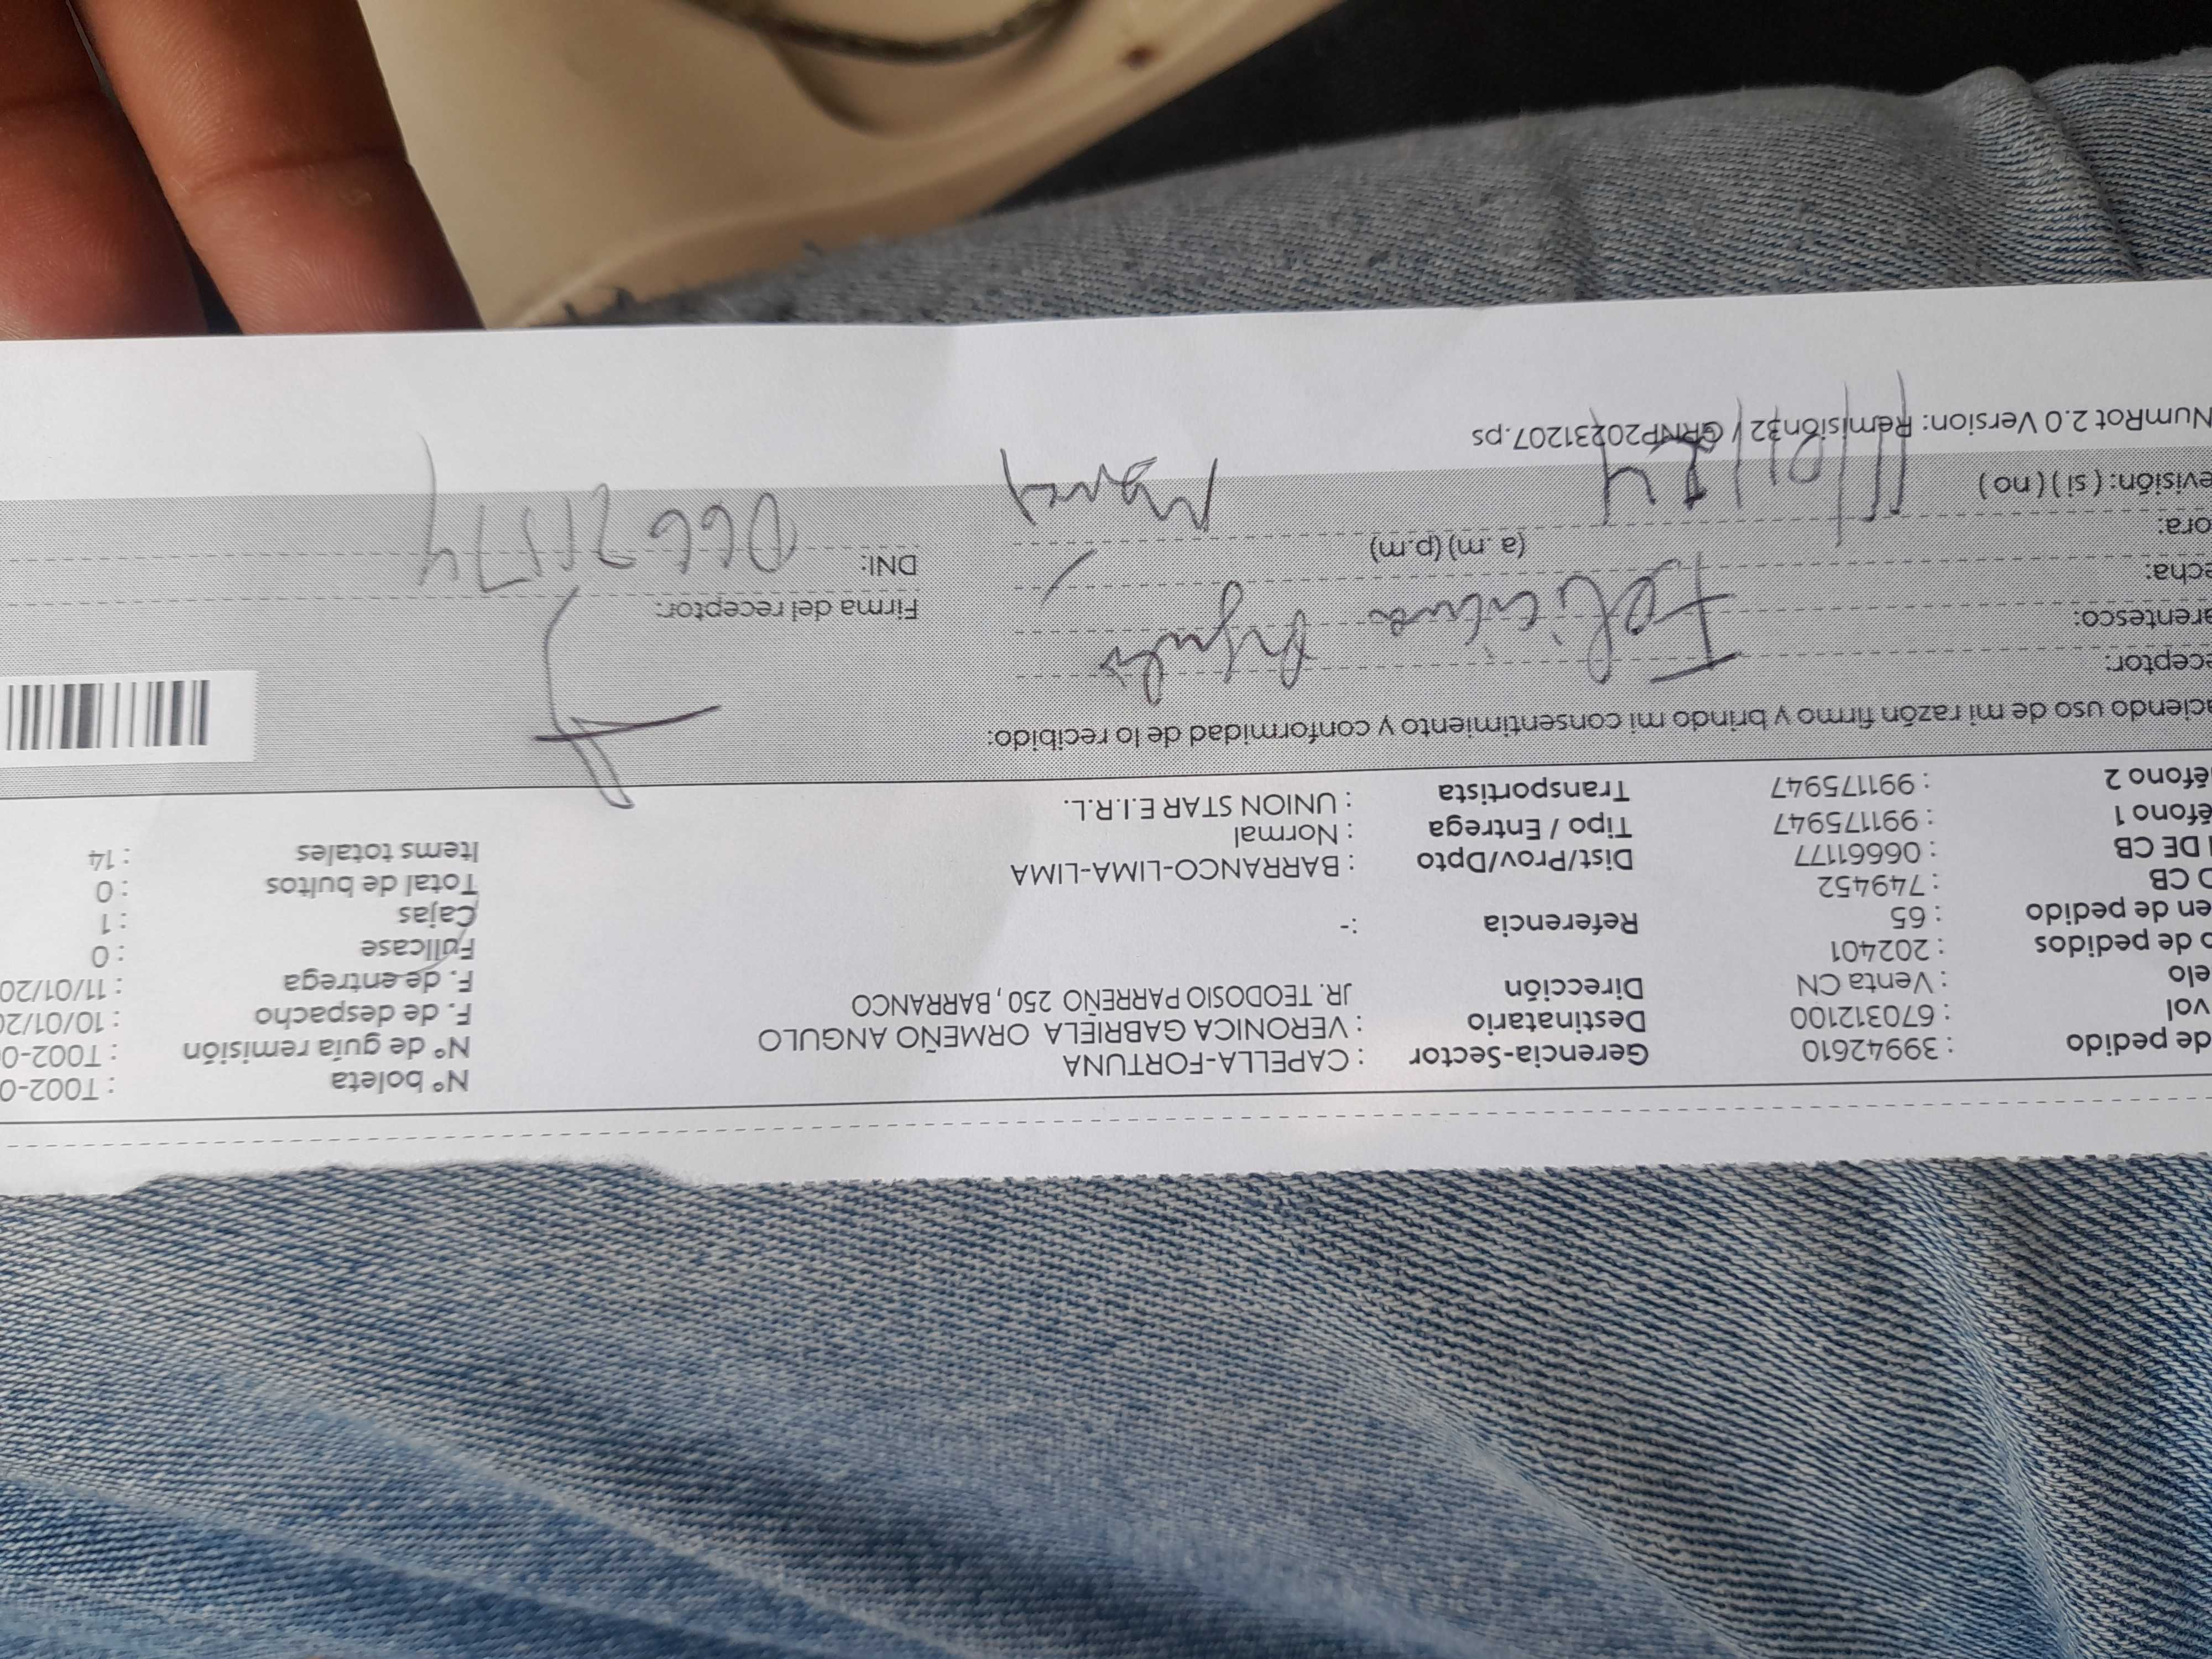 de pedido : 39942610 Gerencia-Sector : CAPELLA-FORTUNA Nº boleta : T002-0
vol : 670312100 Destinatario : VERONICA GABRIELA ORMEÑO ANGULO Nº de guía remisión : T002-0
elo : Venta CN Dirección JR. TEODOSIO PARREÑO 250 , BARRANCO F. de despacho : 10/01/20
o de pedidos : 202401 F. de entrega : 11/01/20
en de pedido : 65 Referencia :- Fullcase : 0
O CB : 749452 Cajas : 1
I DE CB : 06661177 Dist/Prov/Dpto : BARRANCO-LIMA-LIMA Total de bultos : 0
éfono 1 : 991175947 Tipo / Entrega : Normal Items totales : 14
éfono 2 : 991175947 Transportista : UNION STAR E.I.R.L.
aciendo uso de mi razón firmo y brindo mi consentimiento y conformidad de lo recibido:
eceptor: Angulo
arentesco: Firma del receptor:
echa: DNI:
ora: (a .m) (p.m) 11/01/24
evisión: ( si ) ( no )
NumRot 2.0 Version: Remisión32 / GRNP20231207.ps